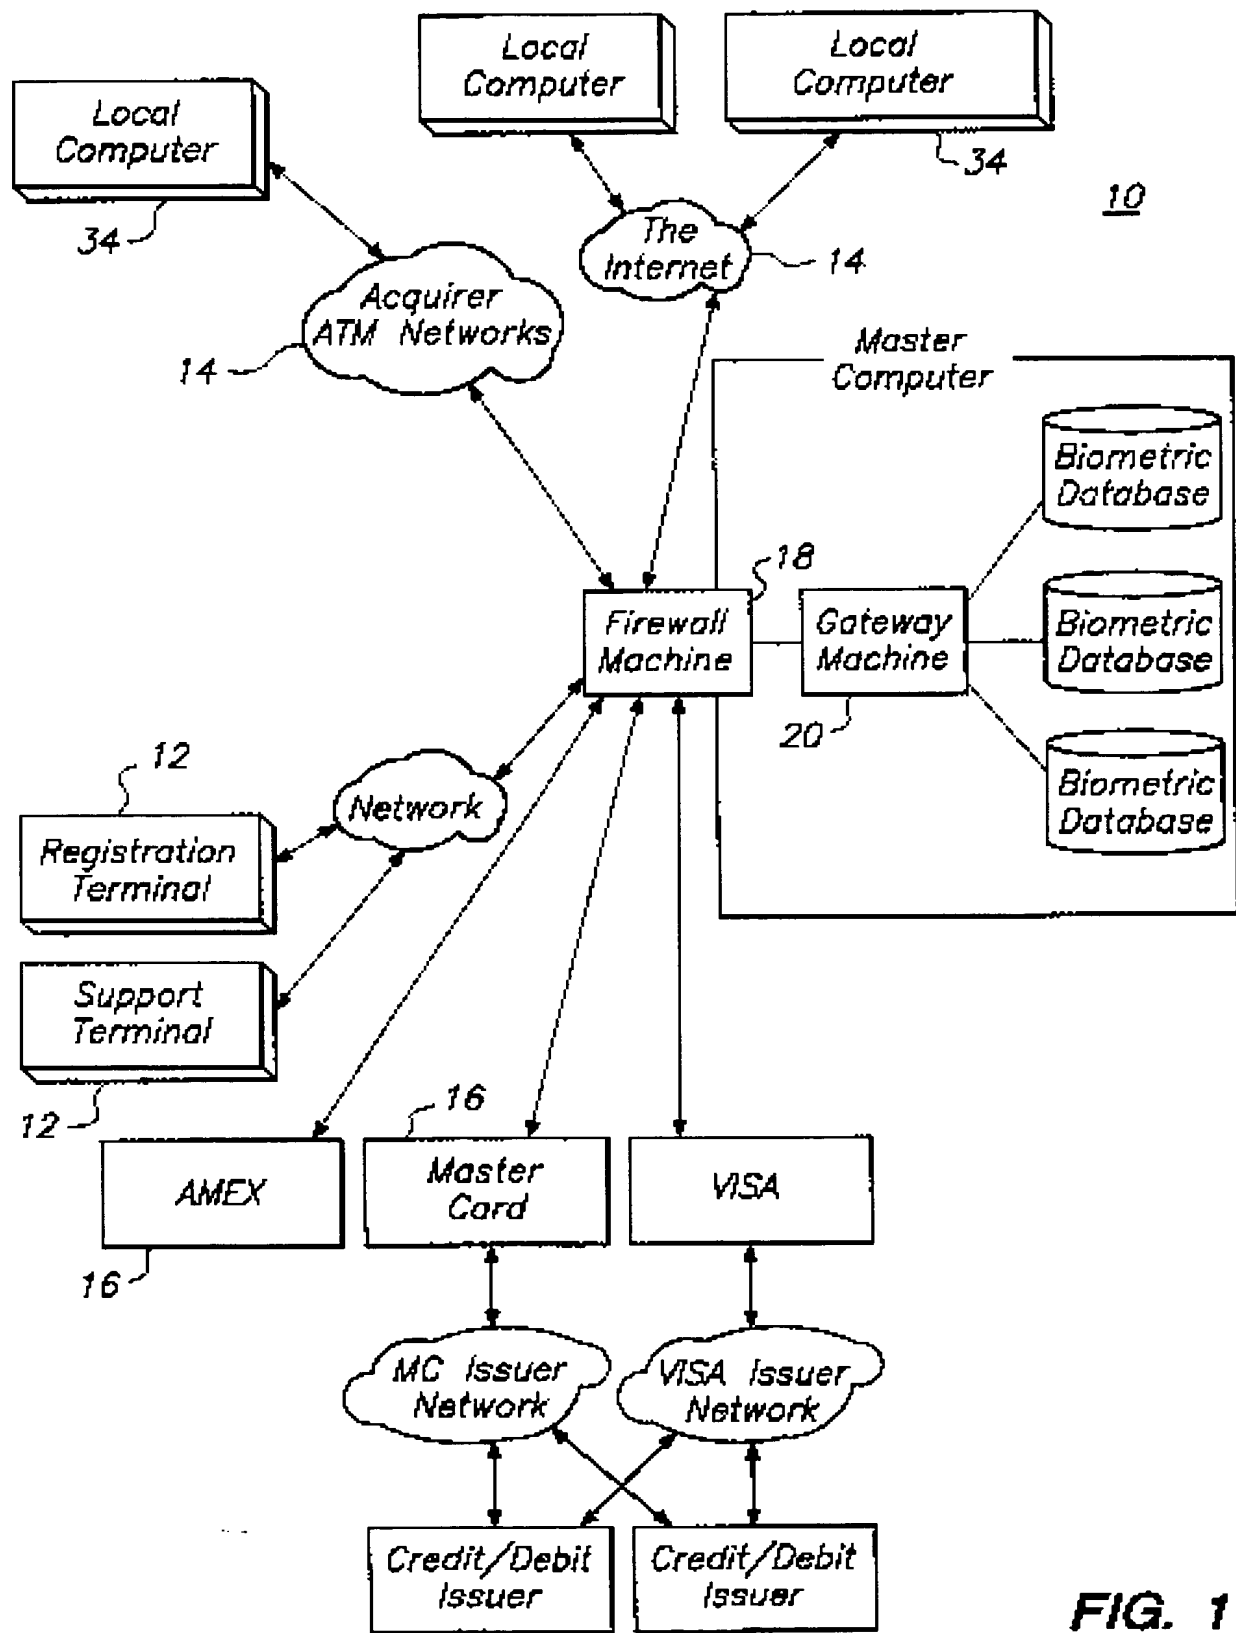 Local
Computer
34
Local
Computer
Local
Computer
34
10
The
Internet
14
Acquirer
ATM Networks
14
Master
Computer
Biometric
Database
Biometric
Database
Biometric
Database
18
Firewall
Machine
Gateway
Machine
20
Network
12
Registration
Terminal
Support
Terminal
12
AMEX
16
16
Master
Card
VISA
MC Issuer
Network
VISA Issuer
Network
Credit/Debit
Issuer
Credit/Debit
Issuer
FIG. 1